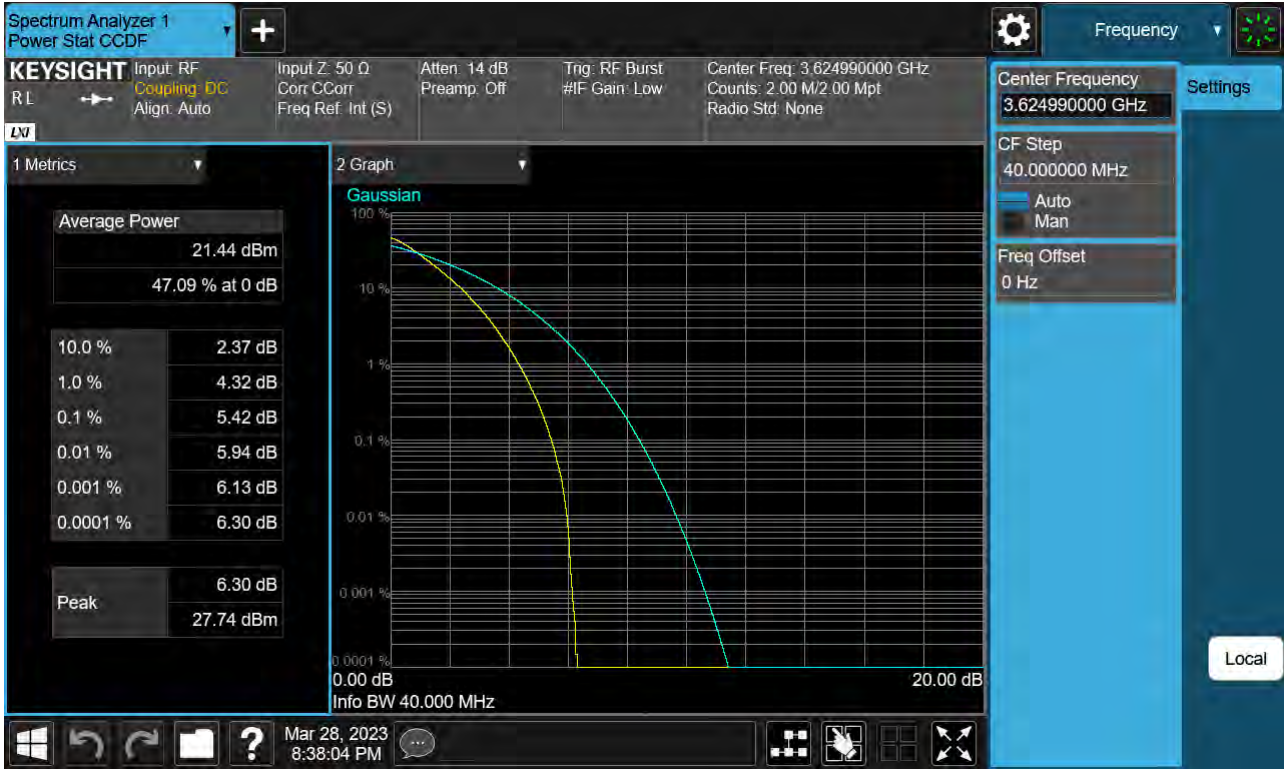 Spectrum Analyzer 1
Power Stat CCDF
Frequency
KEYSIGHT
RL
LXI
Input: RF
Coupling: DC
Align: Auto
Input Z: 50 Ω
Corr CCorr
Freq Ref: Int (S)
Atten: 14 dB
Preamp: Off
Trig: RF Burst
#IF Gain: Low
Center Freq: 3.624990000 GHz
Counts: 2.00 M/2.00 Mpt
Radio Std: None
Center Frequency
3.624990000 GHz
Settings
CF Step
40.000000 MHz
Auto
Man
Freq Offset
0 Hz
Local
1 Metrics
Average Power
21.44 dBm
47.09 % at 0 dB
10.0 % 2.37 dB
1.0 % 4.32 dB
0.1 % 5.42 dB
0.01 % 5.94 dB
0.001 % 6.13 dB
0.0001 % 6.30 dB
Peak
6.30 dB
27.74 dBm
2 Graph
Gaussian
100 %
10 %
1 %
0.1 %
0.01 %
0.001 %
0.0001 %
0.00 dB 20.00 dB
Info BW 40.000 MHz
?
Mar 28, 2023
8:38:04 PM